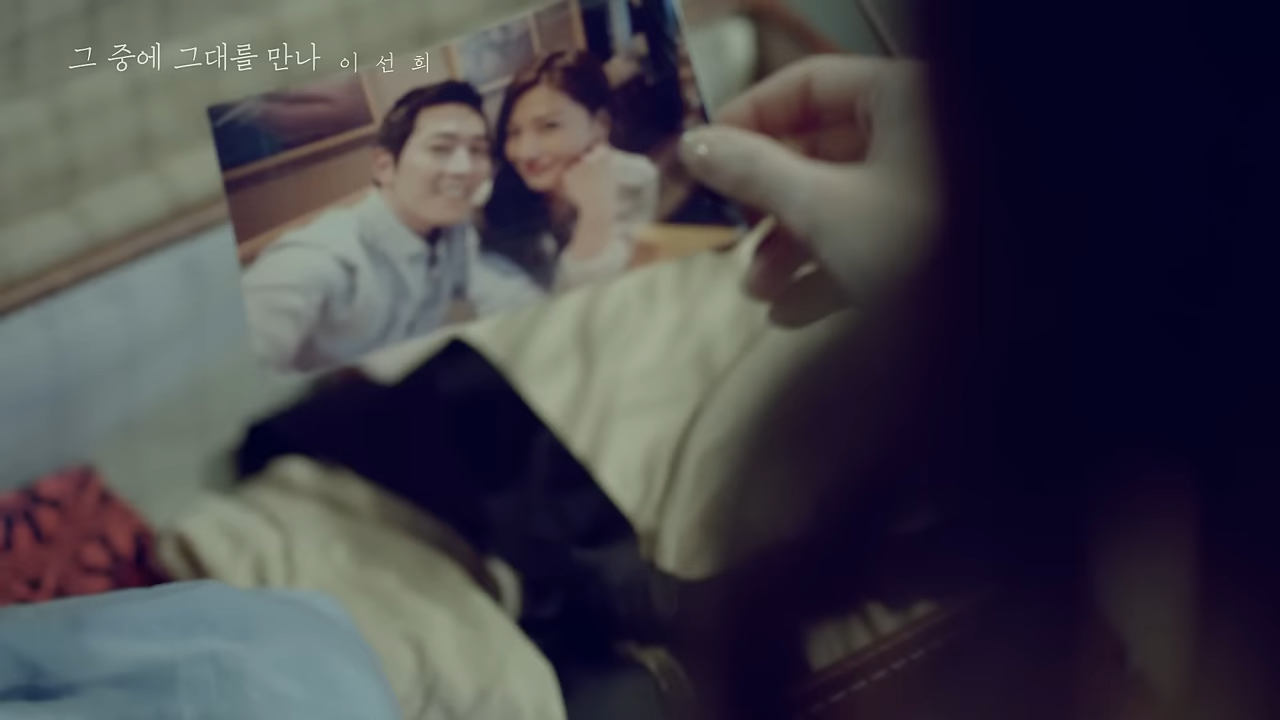 그 중에 그대를 만나 이 선 희